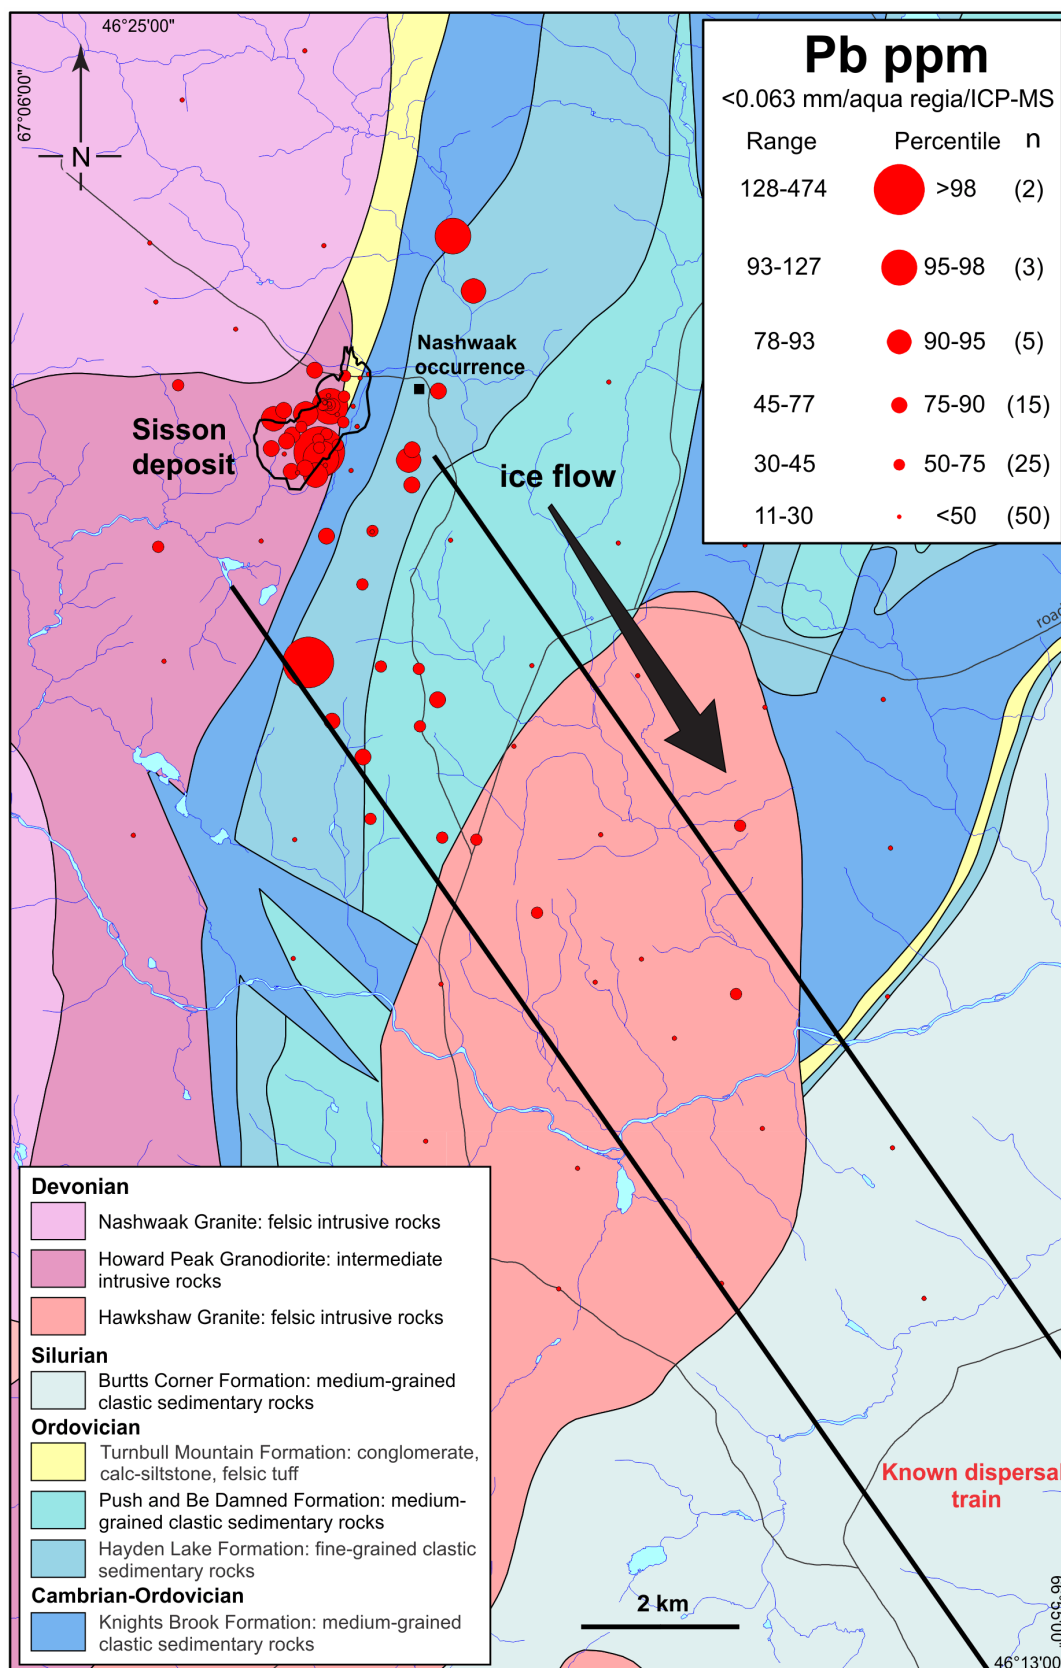 46°25'00"
67°06'00"
N
Pb ppm
<0.063 mm/aqua regia/ICP-MS
Range Percentile n
128-474 >98 (2)
93-127 95-98 (3)
78-93 90-95 (5)
45-77 75-90 (15)
30-45 50-75 (25)
11-30 <50 (50)
Nashwaak
occurrence
Sisson
deposit
ice flow
road
Devonian
Nashwaak Granite: felsic intrusive rocks
Howard Peak Granodiorite: intermediate
intrusive rocks
Hawkshaw Granite: felsic intrusive rocks
Silurian
Burtts Corner Formation: medium-grained
clastic sedimentary rocks
Ordovician
Turnbull Mountain Formation: conglomerate,
calc-siltstone, felsic tuff
Push and Be Damned Formation: medium-
grained clastic sedimentary rocks
Hayden Lake Formation: fine-grained clastic
sedimentary rocks
Cambrian-Ordovician
Knights Brook Formation: medium-grained
clastic sedimentary rocks
Known dispersal
train
2 km
66°55'00"
46°13'00